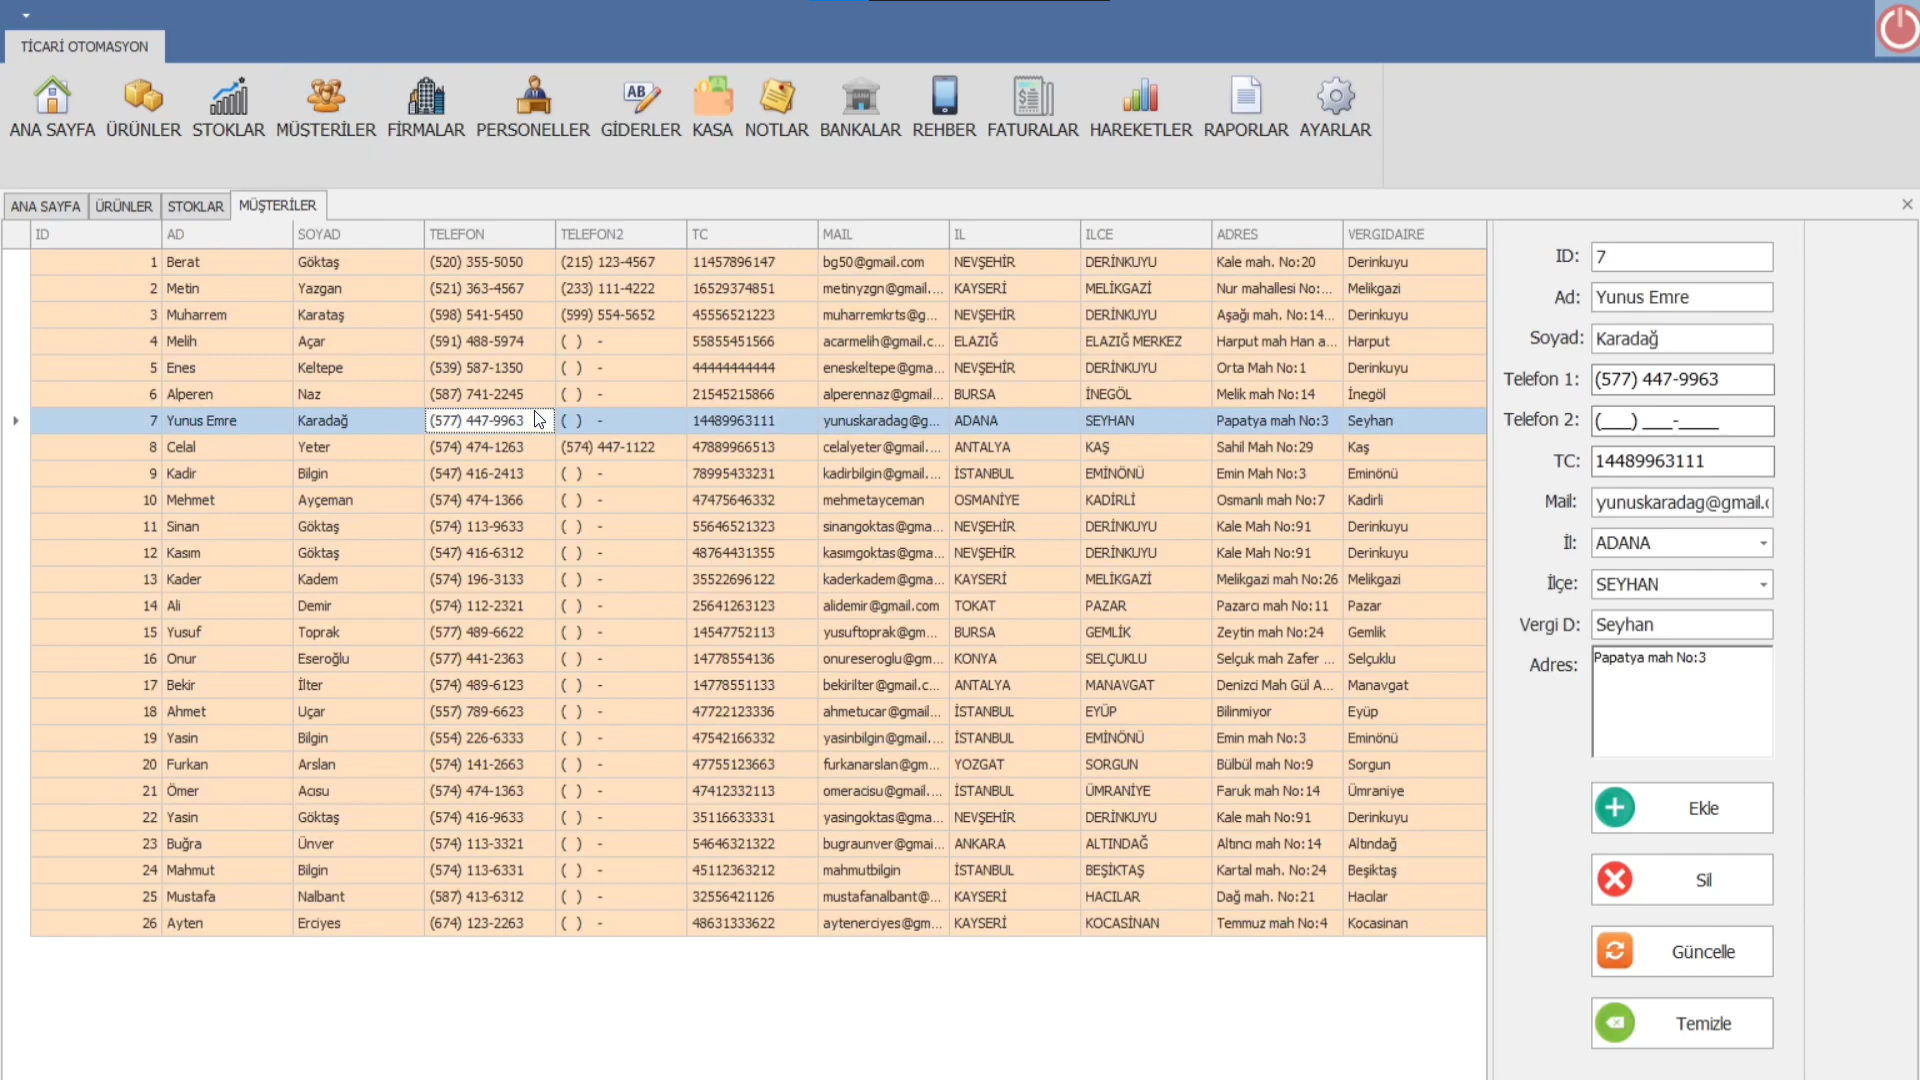 TİCARİ OTOMASYON
ANA SAYFA ÜRÜNLER STOKLAR MÜŞTERİLER FİRMALAR PERSONELLER GİDERLER KASA NOTLAR BANKALAR REHBER FATURALAR HAREKETLER RAPORLAR AYARLAR
ANA SAYFA ÜRÜNLER STOKLAR MÜŞTERİLER
ID AD SOYAD TELEFON TELEFON2 TC MAIL IL ILCE ADRES VERGIDAIRE
1 Berat Göktaş (520) 355-5050 (215) 123-4567 11457896147 bg50@gmail.com NEVŞEHİR DERİNKUYU Kale mah. No:20 Derinkuyu
2 Metin Yazgan (521) 363-4567 (233) 111-4222 16529374851 metinyzgn@gmail.... KAYSERİ MELİKGAZİ Nur mahallesi No:... Melikgazi
3 Muharrem Karataş (598) 541-5450 (599) 554-5652 45556521223 muharremkrts@g... NEVŞEHİR DERİNKUYU Aşağı mah. No:14... Derinkuyu
4 Melih Açar (591) 488-5974 ( ) - 55855451566 acarmelih@gmail.c... ELAZIĞ ELAZIĞ MERKEZ Harput mah Han a... Harput
5 Enes Keltepe (539) 587-1350 ( ) - 44444444444 eneskeltepe@gma... NEVŞEHİR DERİNKUYU Orta Mah No:1 Derinkuyu
6 Alperen Naz (587) 741-2245 ( ) - 21545215866 alperennaz@gmail... BURSA İNEGÖL Melik mah No:14 İnegöl
7 Yunus Emre Karadağ (577) 447-9963 ( ) - 14489963111 yunuskaradag@g... ADANA SEYHAN Papatya mah No:3 Seyhan
8 Celal Yeter (574) 474-1263 (574) 447-1122 47889966513 celalyeter@gmail.... ANTALYA KAŞ Sahil Mah No:29 Kaş
9 Kadir Bilgin (547) 416-2413 ( ) - 78995433231 kadirbilgin@gmail.... İSTANBUL EMİNÖNÜ Emin Mah No:3 Eminönü
10 Mehmet Ayçeman (574) 474-1366 ( ) - 47475646332 mehmetayceman OSMANİYE KADİRLİ Osmanlı mah No:7 Kadirli
11 Sinan Göktaş (574) 113-9633 ( ) - 55646521323 sinangoktas@gma... NEVŞEHİR DERİNKUYU Kale Mah No:91 Derinkuyu
12 Kasım Göktaş (547) 416-6312 ( ) - 48764431355 kasımgoktas@gma... NEVŞEHİR DERİNKUYU Kale Mah No:91 Derinkuyu
13 Kader Kadem (574) 196-3133 ( ) - 35522696122 kaderkadem@gm... KAYSERİ MELİKGAZİ Melikgazi mah No:26 Melikgazi
14 Ali Demir (574) 112-2321 ( ) - 25641263123 alidemir@gmail.com TOKAT PAZAR Pazarcı mah No:11 Pazar
15 Yusuf Toprak (577) 489-6622 ( ) - 14547752113 yusuftoprak@gm... BURSA GEMLİK Zeytin mah No:24 Gemlik
16 Onur Eseroğlu (577) 441-2363 ( ) - 14778554136 onureseroglu@gm... KONYA SELÇUKLU Selçuk mah Zafer ... Selçuklu
17 Bekir İlter (574) 489-6123 ( ) - 14778551133 bekirilter@gmail.c... ANTALYA MANAVGAT Denizci Mah Gül A... Manavgat
18 Ahmet Uçar (557) 789-6623 ( ) - 47722123336 ahmetucar@gmail... İSTANBUL EYÜP Bilinmiyor Eyüp
19 Yasin Bilgin (554) 226-6333 ( ) - 47542166332 yasinbilgin@gmail.... İSTANBUL EMİNÖNÜ Emin mah No:3 Eminönü
20 Furkan Arslan (574) 141-2663 ( ) - 47755123663 furkanarslan@gm... YOZGAT SORGUN Bülbül mah No:9 Sorgun
21 Ömer Acısu (574) 474-1363 ( ) - 47412332113 omeracisu@gmail.... İSTANBUL ÜMRANİYE Faruk mah No:14 Ümraniye
22 Yasin Göktaş (574) 416-9633 ( ) - 35116633331 yasingoktas@gma... NEVŞEHİR DERİNKUYU Kale mah No:91 Derinkuyu
23 Buğra Ünver (574) 113-3321 ( ) - 54646321322 bugraunver@gmai... ANKARA ALTINDAĞ Altıncı mah No:14 Altındağ
24 Mahmut Bilgin (574) 113-6331 ( ) - 45112363212 mahmutbilgin İSTANBUL BEŞİKTAŞ Kartal mah. No:24 Beşiktaş
25 Mustafa Nalbant (587) 413-6312 ( ) - 32556421126 mustafanalbant@... KAYSERİ HACILAR Dağ mah. No:21 Hacılar
26 Ayten Erciyes (674) 123-2263 ( ) - 48631333622 aytenerciyes@gm... KAYSERİ KOCASİNAN Temmuz mah No:4 Kocasinan
ID: 7
Ad: Yunus Emre
Soyad: Karadağ
Telefon 1: (577) 447-9963
Telefon 2: (___) ___-____
TC: 14489963111
Mail: yunuskaradag@gmail.
İl: ADANA
İlçe: SEYHAN
Vergi D: Seyhan
Adres: Papatya mah No:3
Ekle
Sil
Güncelle
Temizle